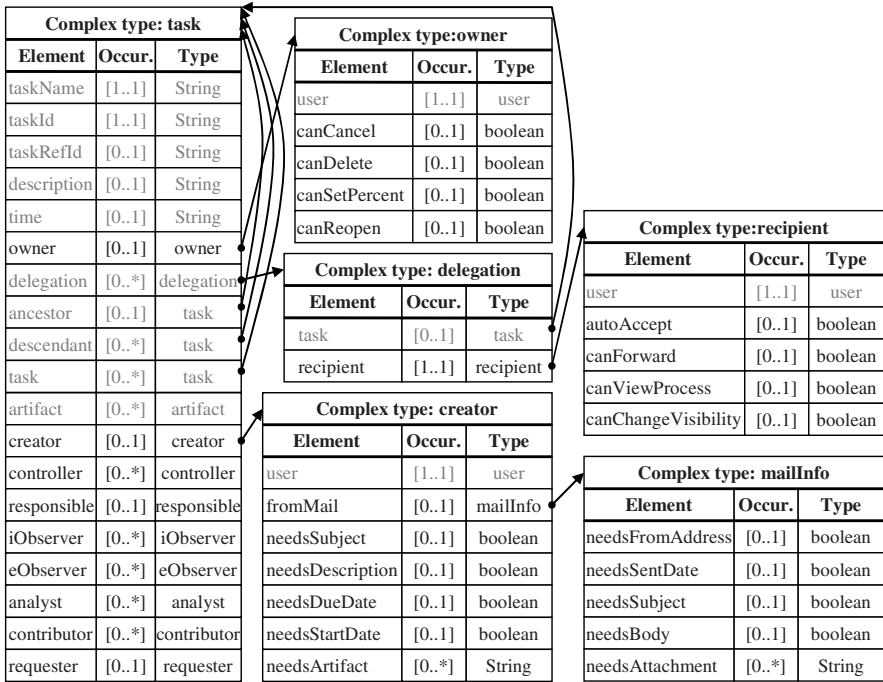 Complex type: task
Element Occur. Type
taskName [1..1] String
taskId [1..1] String
taskRefId [0..1] String
description [0..1] String
time [0..1] String
owner [0..1] owner
delegation [0..*] delegation
ancestor [0..1] task
descendant [0..*] task
task [0..*] task
artifact [0..*] artifact
creator [0..1] creator
controller [0..*] controller
responsible [0..1] responsible
iObserver [0..*] iObserver
eObserver [0..*] eObserver
analyst [0..*] analyst
contributor [0..*] contributor
requester [0..1] requester
Complex type:owner
Element Occur. Type
user [1..1] user
canCancel [0..1] boolean
canDelete [0..1] boolean
canSetPercent [0..1] boolean
canReopen [0..1] boolean
Complex type: delegation
Element Occur. Type
task [0..1] task
recipient [1..1] recipient
Complex type: creator
Element Occur. Type
user [1..1] user
fromMail [0..1] mailInfo
needsSubject [0..1] boolean
needsDescription [0..1] boolean
needsDueDate [0..1] boolean
needsStartDate [0..1] boolean
needsArtifact [0..*] String
Complex type:recipient
Element Occur. Type
user [1..1] user
autoAccept [0..1] boolean
canForward [0..1] boolean
canViewProcess [0..1] boolean
canChangeVisibility [0..1] boolean
Complex type: mailInfo
Element Occur. Type
needsFromAddress [0..1] boolean
needsSentDate [0..1] boolean
needsSubject [0..1] boolean
needsBody [0..1] boolean
needsAttachment [0..*] String